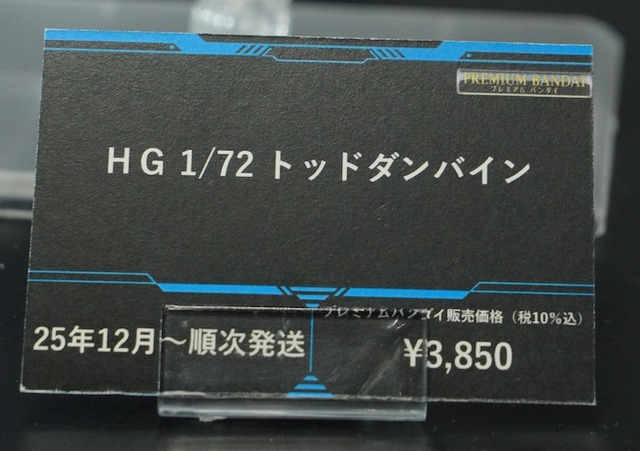 PREMIUM BANDAI
プレミアム バンダイ
HG 1/72 トッドダンバイン
プレミアムバンダイ販売価格（税10%込）
25年12月～順次発送
¥3,850